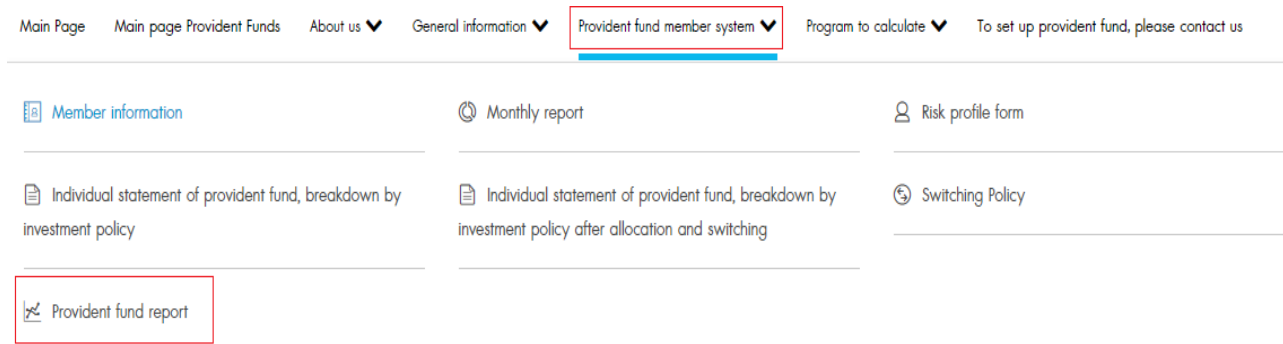 Main Page Main page Provident Funds About us General information Provident fund member system Program to calculate To set up provident fund, please contact us
Member information Monthly report Risk profile form
Individual statement of provident fund, breakdown by
investment policy
Individual statement of provident fund, breakdown by
investment policy after allocation and switching
Switching Policy
Provident fund report